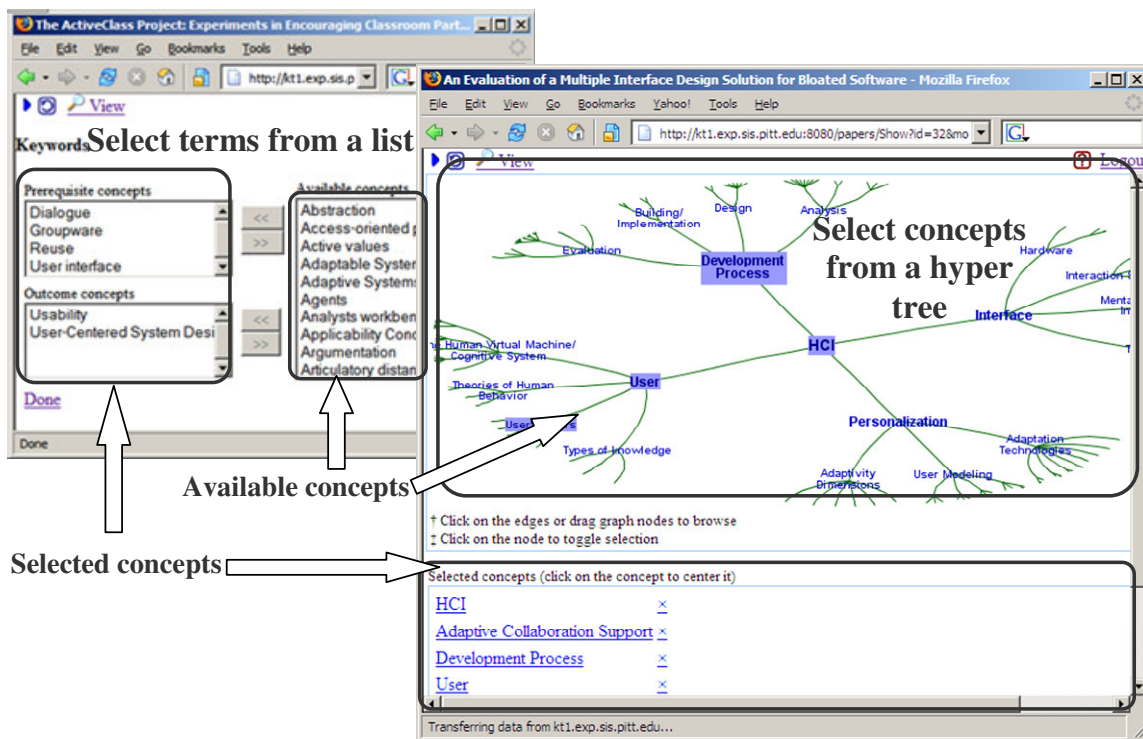 The ActiveClass Project: Experiments in Encouraging Classroom Part...
File Edit View Go Bookmarks Tools Help
http://kt1.exp.sis.p
View
Keywords
Select terms from a list
Prerequisite concepts
Dialogue
Groupware
Reuse
User interface
<<
>>
Outcome concepts
Usability
User-Centered System Desi
<<
>>
Available concepts
Abstraction
Access-oriented
Active values
Adaptable System
Adaptive Systems
Agents
Analysts workben
Applicability Cond
Argumentation
Articulatory distan
Done
Done
Available concepts
Selected concepts
An Evaluation of a Multiple Interface Design Solution for Bloated Software - Mozilla Firefox
File Edit View Go Bookmarks Yahoo! Tools Help
http://kt1.exp.sis.pitt.edu:8080/papers/Show?id=32&mo
View
? Logou
Select concepts
from a hyper
tree
Building/
Implementation
Design
Analysis
Evaluation
Development
Process
Hardware
Interaction
Menta
Interface
HCI
Human Virtual Machine/
Cognitive System
Theories of Human
Behavior
User
Types of knowledge
Personalization
Adaptation
Technologies
Adaptivity
Dimensions
User Modeling
† Click on the edges or drag graph nodes to browse
‡ Click on the node to toggle selection
Selected concepts (click on the concept to center it)
HCI ×
Adaptive Collaboration Support ×
Development Process ×
User ×
Transferring data from kt1.exp.sis.pitt.edu...